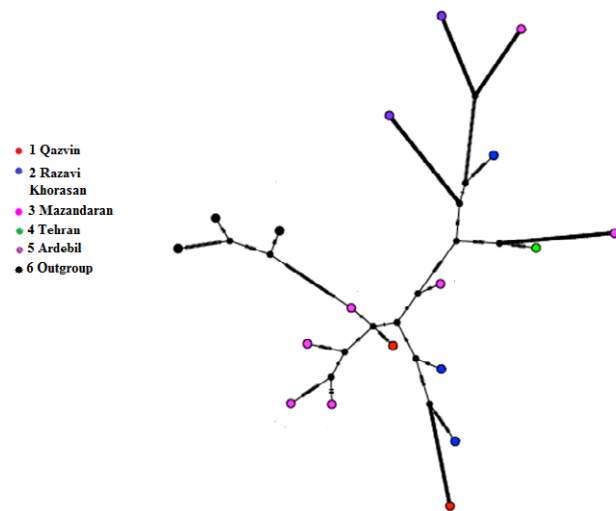 1 Qazvin
2 Razavi
Khorasan
3 Mazandaran
4 Tehran
5 Ardebil
6 Outgroup